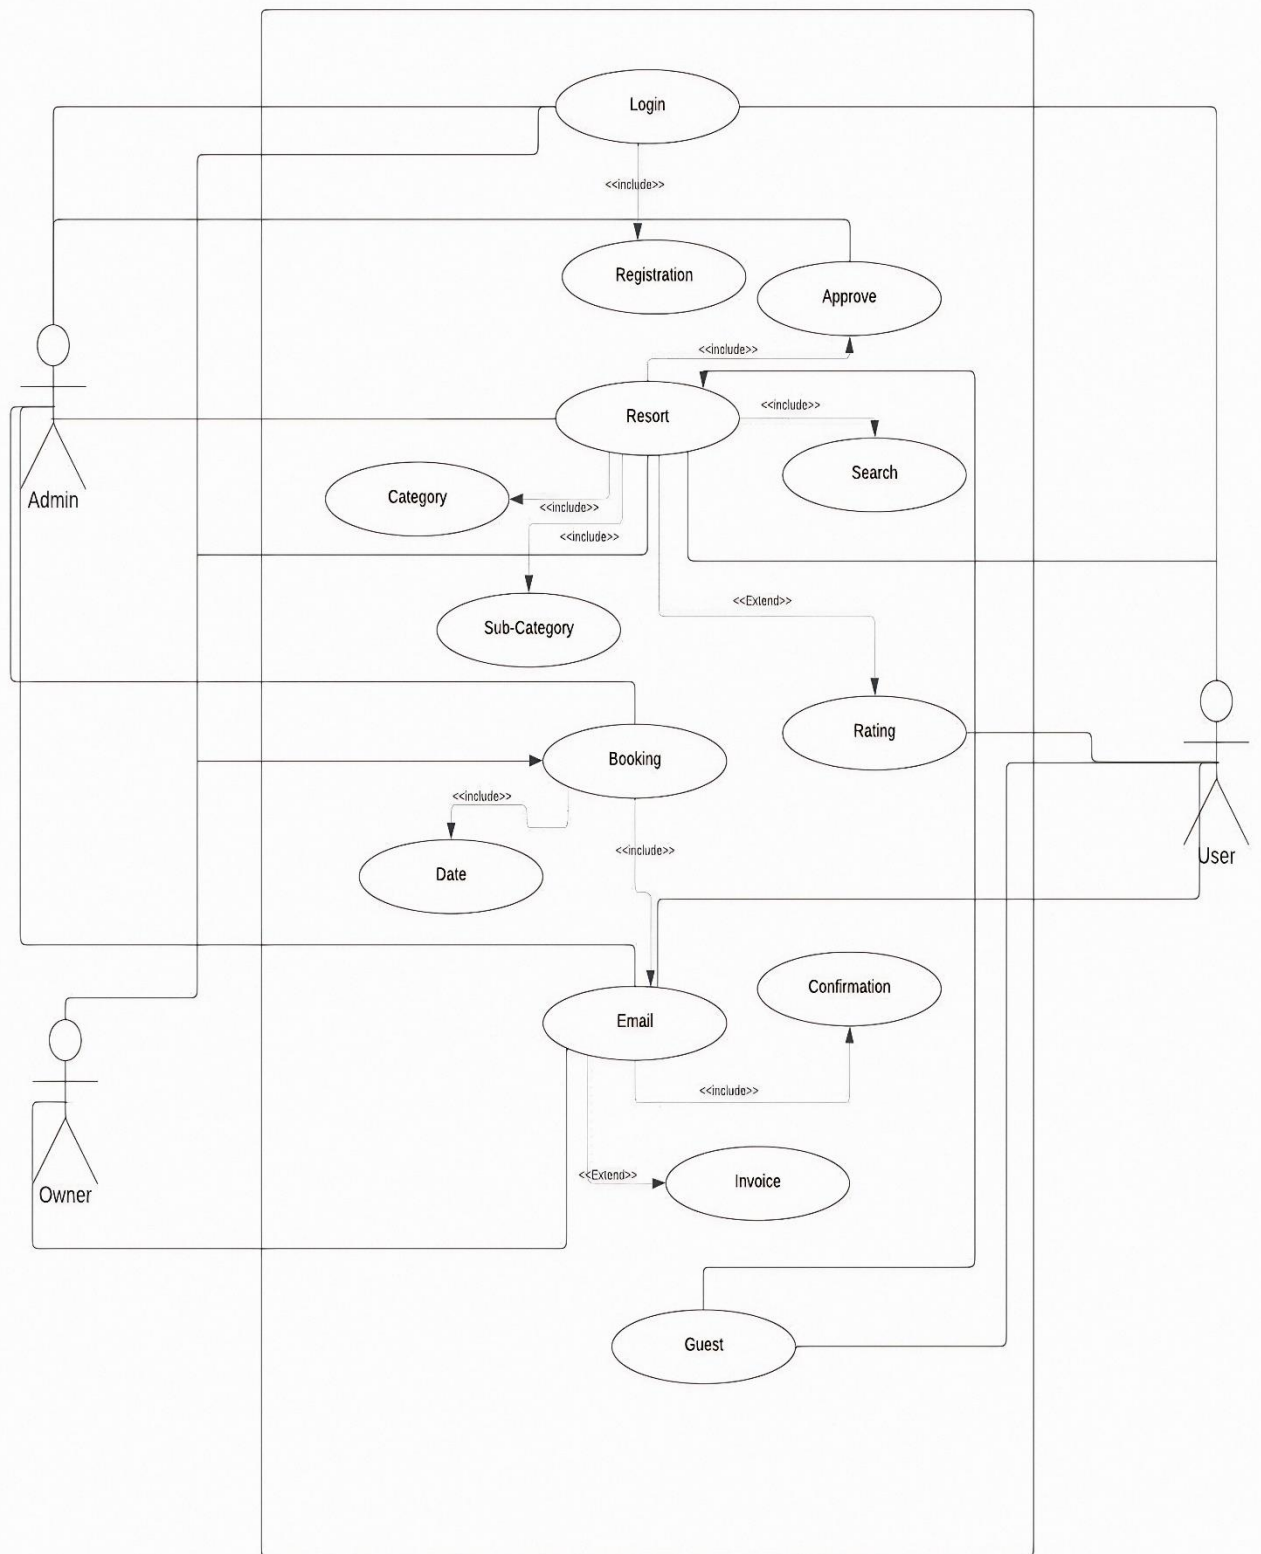 Login
<<include>>
Registration
Approve
<<include>>
Resort
<<include>>
Search
Category
<<include>>
<<include>>
Admin
Sub-Category
<<Extend>>
Rating
Booking
<<include>>
Date
<<include>>
User
Confirmation
Email
<<include>>
<<Extend>>
Invoice
Owner
Guest